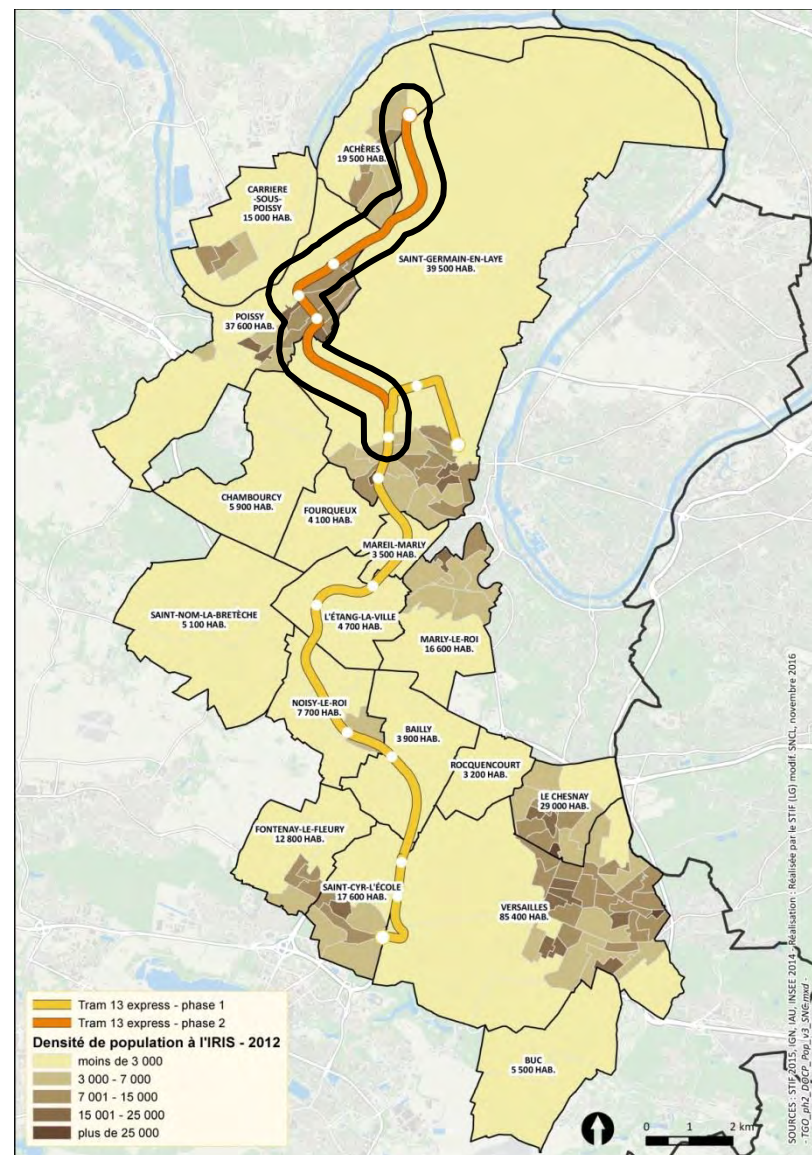 ACHÈRES
19 500 HAB.
CARRIERE
-SOUS-
POISSY
15 000 HAB.
SAINT-GERMAIN-EN-LAYE
39 500 HAB.
POISSY
37 600 HAB.
CHAMBOURCY
5 900 HAB.
FOURQUEUX
4 100 HAB.
MAREIL-MARLY
3 500 HAB.
SAINT-NOM-LA-BRETÈCHE
5 100 HAB.
L'ÉTANG-LA-VILLE
4 700 HAB.
MARLY-LE-ROI
16 600 HAB.
NOISY-LE-ROI
7 700 HAB.
BAILLY
3 900 HAB.
ROCQUENCOURT
3 200 HAB.
LE CHESNAY
29 000 HAB.
FONTENAY-LE-FLEURY
12 800 HAB.
SAINT-CYR-L'ÉCOLE
17 600 HAB.
VERSAILLES
85 400 HAB.
BUC
5 500 HAB.
Tram 13 express - phase 1
Tram 13 express - phase 2
Densité de population à l'IRIS - 2012
moins de 3 000
3 000 - 7 000
7 001 - 15 000
15 001 - 25 000
plus de 25 000
0 1 2 km
SOURCES : STIF 2015, IGN, IAU, INSEE 2014 - Réalisation : Réalisée par le STIF (LG) modif. SNCL, novembre 2016
- TGO_ph2_DOCP_Pop_v3_SNC.mxd -